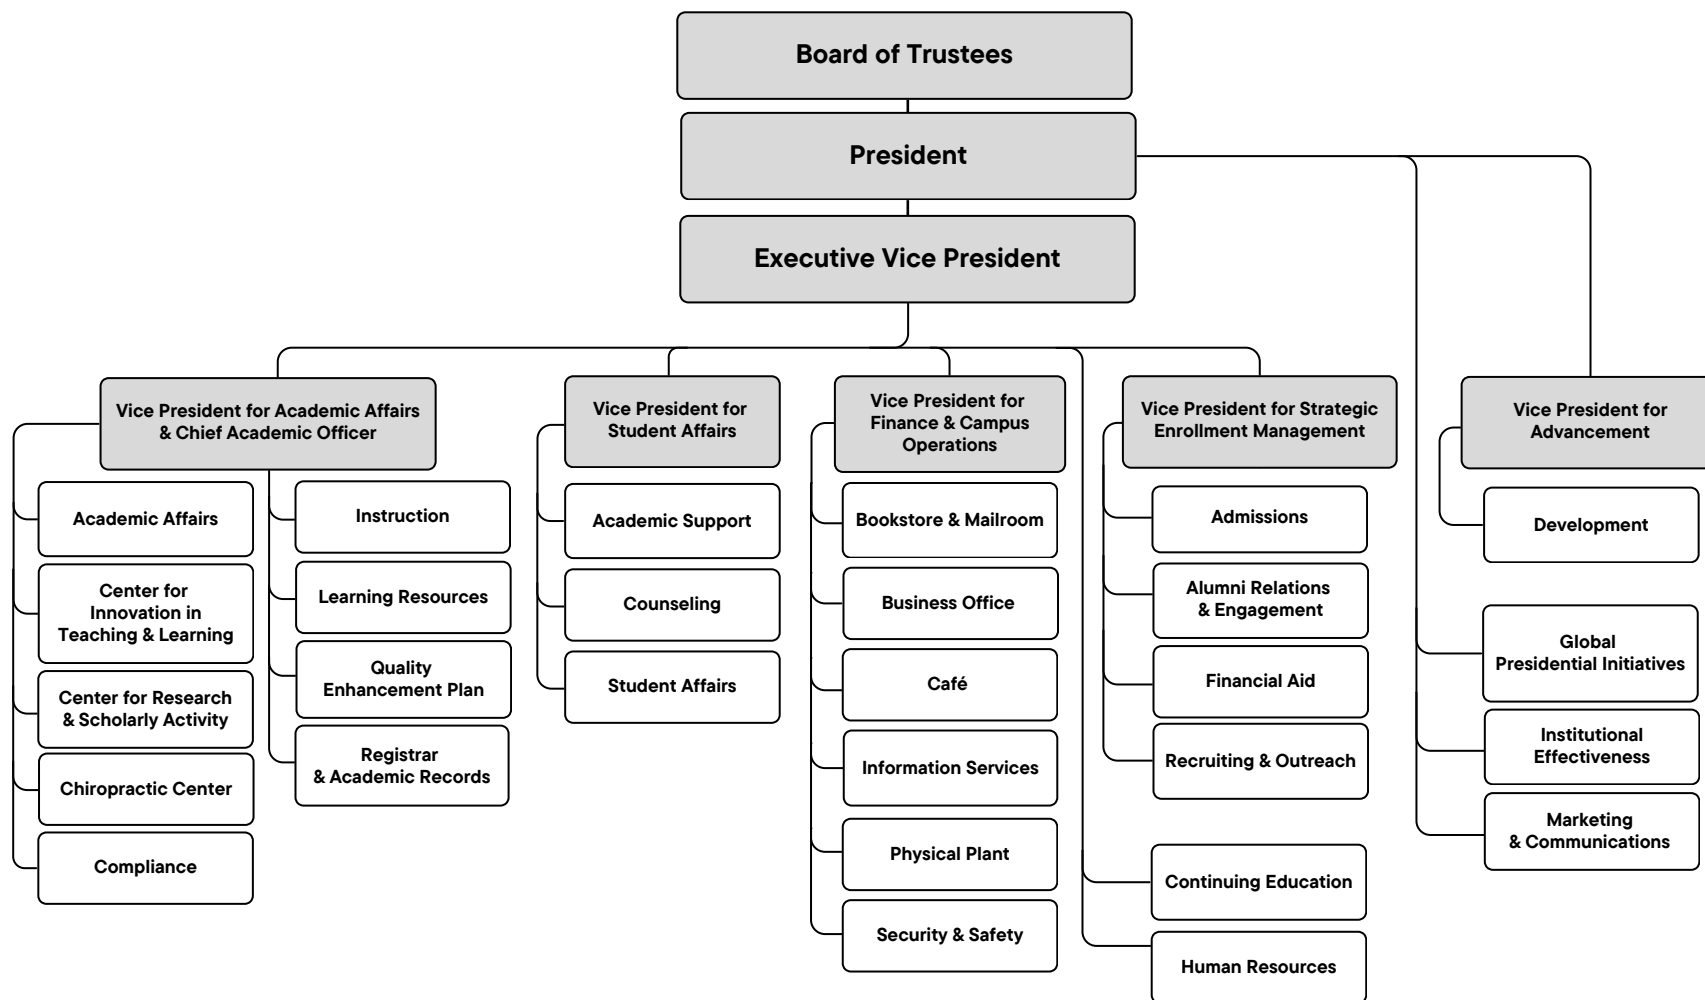 Board of Trustees
President
Executive Vice President
Vice President for Academic Affairs
& Chief Academic Officer
Academic Affairs
Center for
Innovation in
Teaching & Learning
Center for Research
& Scholarly Activity
Chiropractic Center
Compliance
Instruction
Learning Resources
Quality
Enhancement Plan
Registrar
& Academic Records
Vice President for
Student Affairs
Academic Support
Counseling
Student Affairs
Vice President for
Finance & Campus
Operations
Bookstore & Mailroom
Business Office
Café
Information Services
Physical Plant
Security & Safety
Vice President for Strategic
Enrollment Management
Admissions
Alumni Relations
& Engagement
Financial Aid
Recruiting & Outreach
Continuing Education
Human Resources
Vice President for
Advancement
Development
Global
Presidential Initiatives
Institutional
Effectiveness
Marketing
& Communications